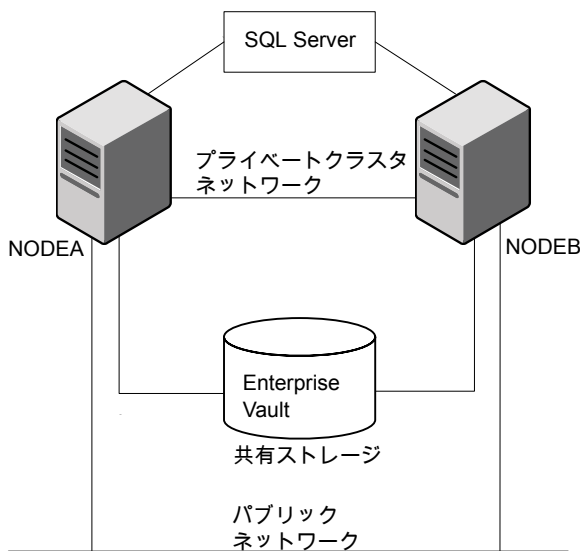 SQL Server
プライベートクラスタ
ネットワーク
NODEA
NODEB
Enterprise
Vault
共有ストレージ
パブリック
ネットワーク